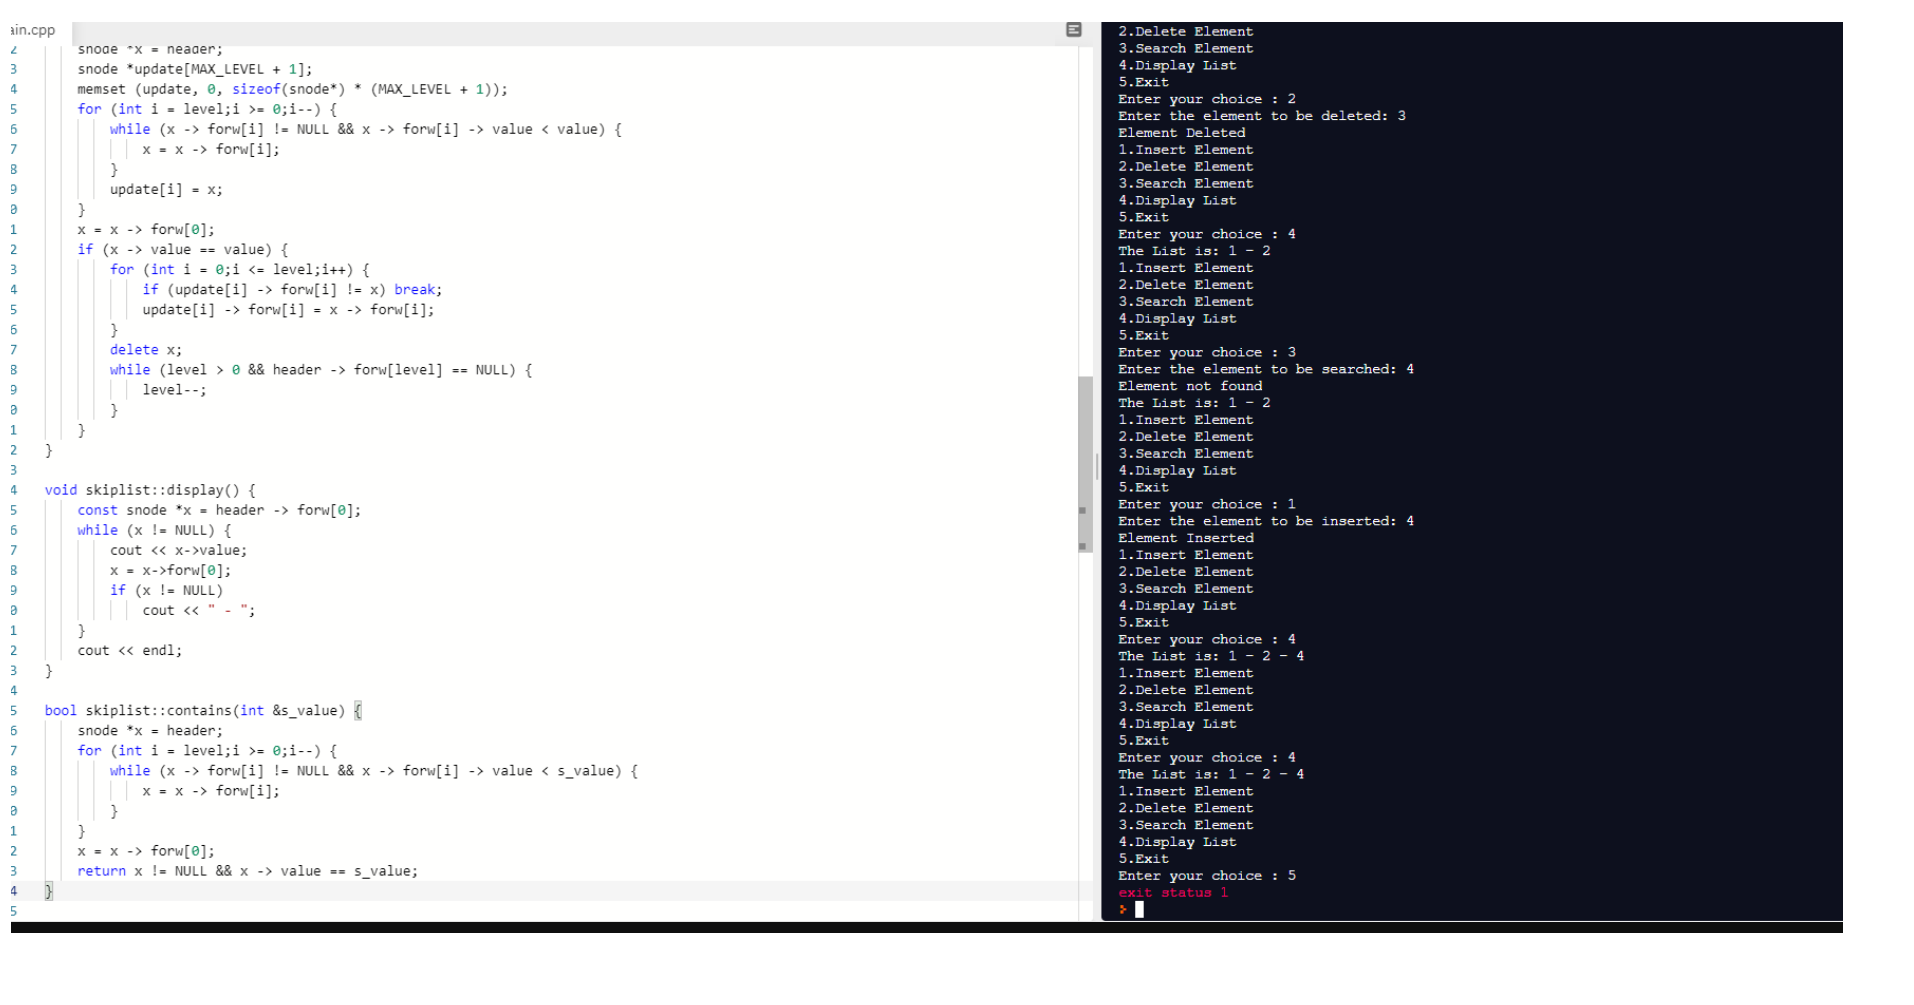 ain.cpp
2 snode *x = header;
3 snode *update[MAX_LEVEL + 1];
4 memset (update, 0, sizeof(snode*) * (MAX_LEVEL + 1));
5 for (int i = level;i >= 0;i--) {
6 while (x -> forw[i] != NULL && x -> forw[i] -> value < value) {
7 x = x -> forw[i];
8 }
9 update[i] = x;
0 }
1 x = x -> forw[0];
2 if (x -> value == value) {
3 for (int i = 0;i <= level;i++) {
4 if (update[i] -> forw[i] != x) break;
5 update[i] -> forw[i] = x -> forw[i];
6 }
7 delete x;
8 while (level > 0 && header -> forw[level] == NULL) {
9 level--;
0 }
1 }
2 }
3
4 void skiplist::display() {
5 const snode *x = header -> forw[0];
6 while (x != NULL) {
7 cout << x->value;
8 x = x->forw[0];
9 if (x != NULL)
0 cout << " - ";
1 }
2 cout << endl;
3 }
4
5 bool skiplist::contains(int &s_value) {
6 snode *x = header;
7 for (int i = level;i >= 0;i--) {
8 while (x -> forw[i] != NULL && x -> forw[i] -> value < s_value) {
9 x = x -> forw[i];
0 }
1 }
2 x = x -> forw[0];
3 return x != NULL && x -> value == s_value;
4 }
5
2.Delete Element
3.Search Element
4.Display List
5.Exit
Enter your choice : 2
Enter the element to be deleted: 3
Element Deleted
1.Insert Element
2.Delete Element
3.Search Element
4.Display List
5.Exit
Enter your choice : 4
The List is: 1 - 2
1.Insert Element
2.Delete Element
3.Search Element
4.Display List
5.Exit
Enter your choice : 3
Enter the element to be searched: 4
Element not found
The List is: 1 - 2
1.Insert Element
2.Delete Element
3.Search Element
4.Display List
5.Exit
Enter your choice : 1
Enter the element to be inserted: 4
Element Inserted
1.Insert Element
2.Delete Element
3.Search Element
4.Display List
5.Exit
Enter your choice : 4
The List is: 1 - 2 - 4
1.Insert Element
2.Delete Element
3.Search Element
4.Display List
5.Exit
Enter your choice : 4
The List is: 1 - 2 - 4
1.Insert Element
2.Delete Element
3.Search Element
4.Display List
5.Exit
Enter your choice : 5
exit status 1